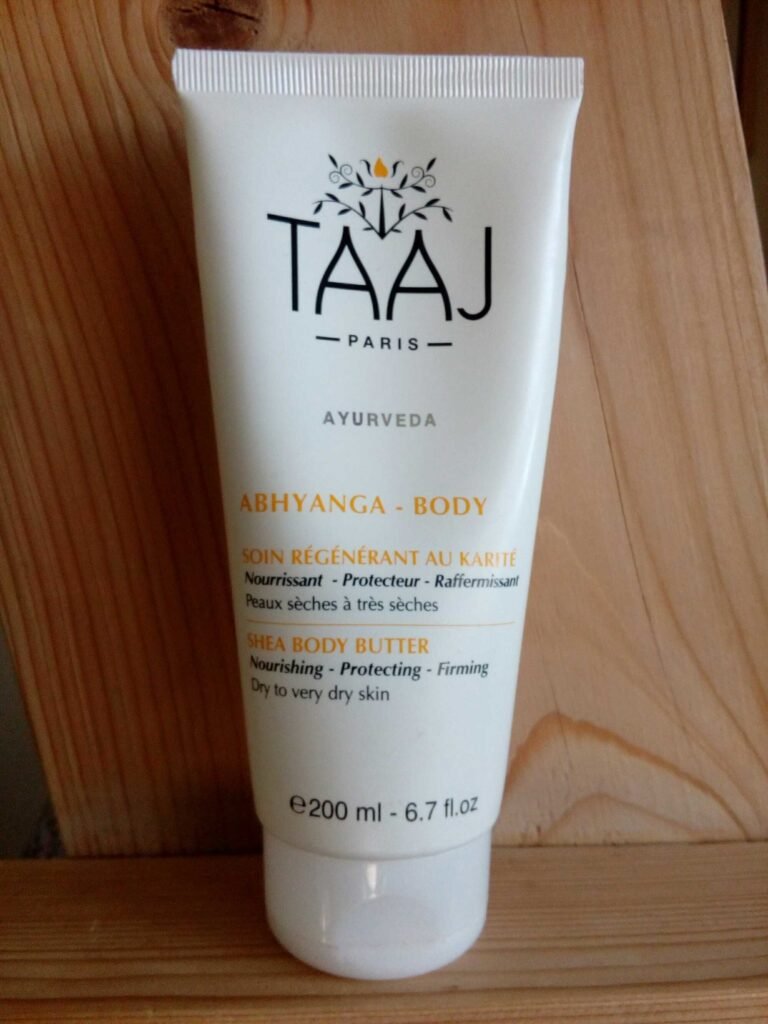 TAAJ
— PARIS —
AYURVEDA
ABHYANGA - BODY
SOIN RÉGÉNÉRANT AU KARITÉ
Nourrissant - Protecteur - Raffermissant
Peaux sèches à très sèches
SHEA BODY BUTTER
Nourishing - Protecting - Firming
Dry to very dry skin
℮200 ml - 6.7 fl.oz